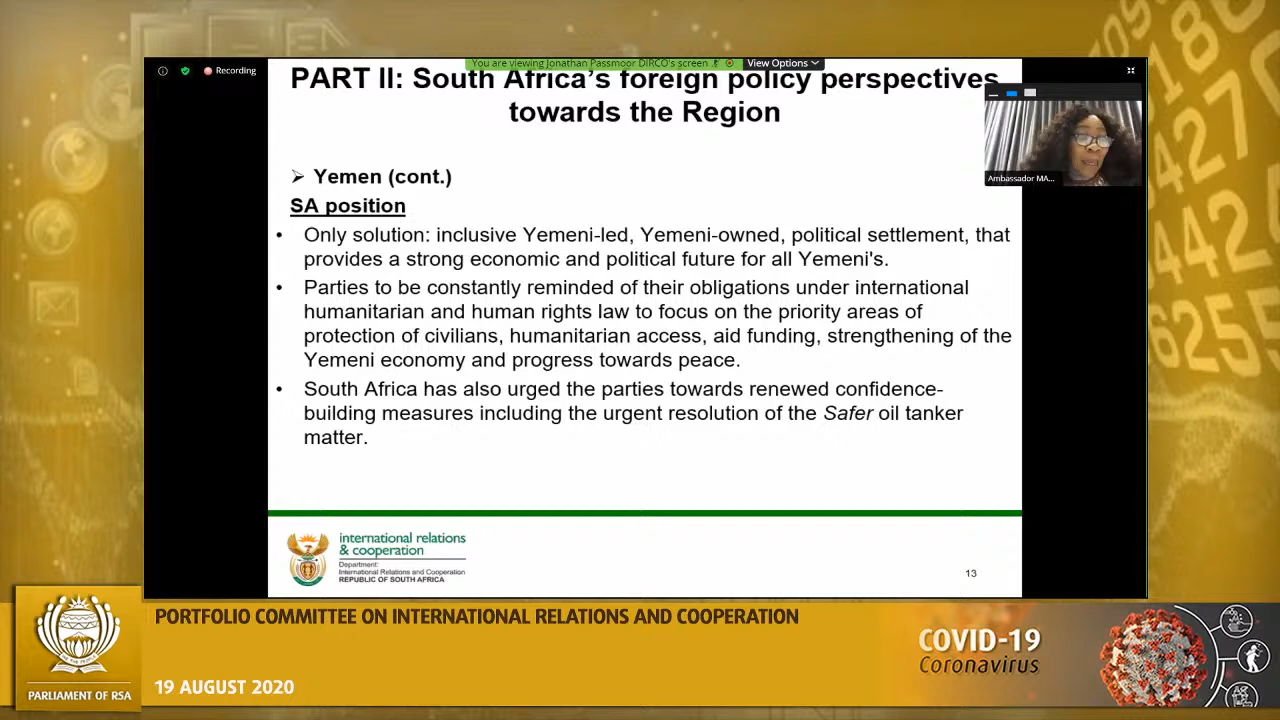 Recording
You are viewing Jonathan Passmoor DIRCO's screen
View Options
PART II: South Africa's foreign policy perspectives
towards the Region
Ambassador MA...
➢ Yemen (cont.)
SA position
• Only solution: inclusive Yemeni-led, Yemeni-owned, political settlement, that
provides a strong economic and political future for all Yemeni's.
• Parties to be constantly reminded of their obligations under international
humanitarian and human rights law to focus on the priority areas of
protection of civilians, humanitarian access, aid funding, strengthening of the
Yemeni economy and progress towards peace.
• South Africa has also urged the parties towards renewed confidence-
building measures including the urgent resolution of the Safer oil tanker
matter.
international relations
& cooperation
Department:
International Relations and Cooperation
REPUBLIC OF SOUTH AFRICA
13
PORTFOLIO COMMITTEE ON INTERNATIONAL RELATIONS AND COOPERATION
19 AUGUST 2020
PARLIAMENT OF RSA
COVID-19
Coronavirus